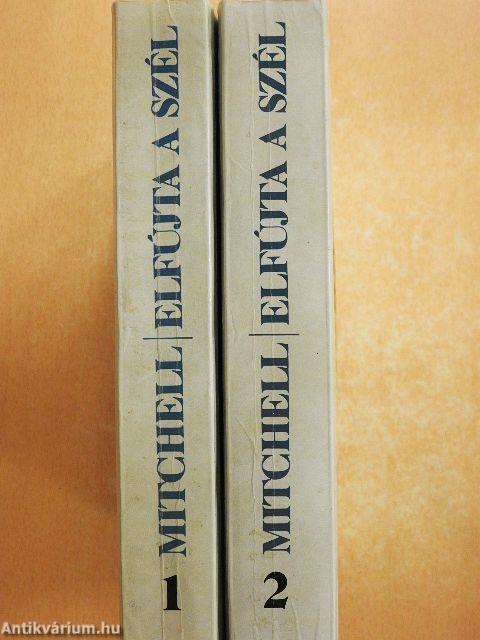 MITCHELL | ELFÚJTA A SZÉL
1
MITCHELL | ELFÚJTA A SZÉL
2
Antikvárium.hu